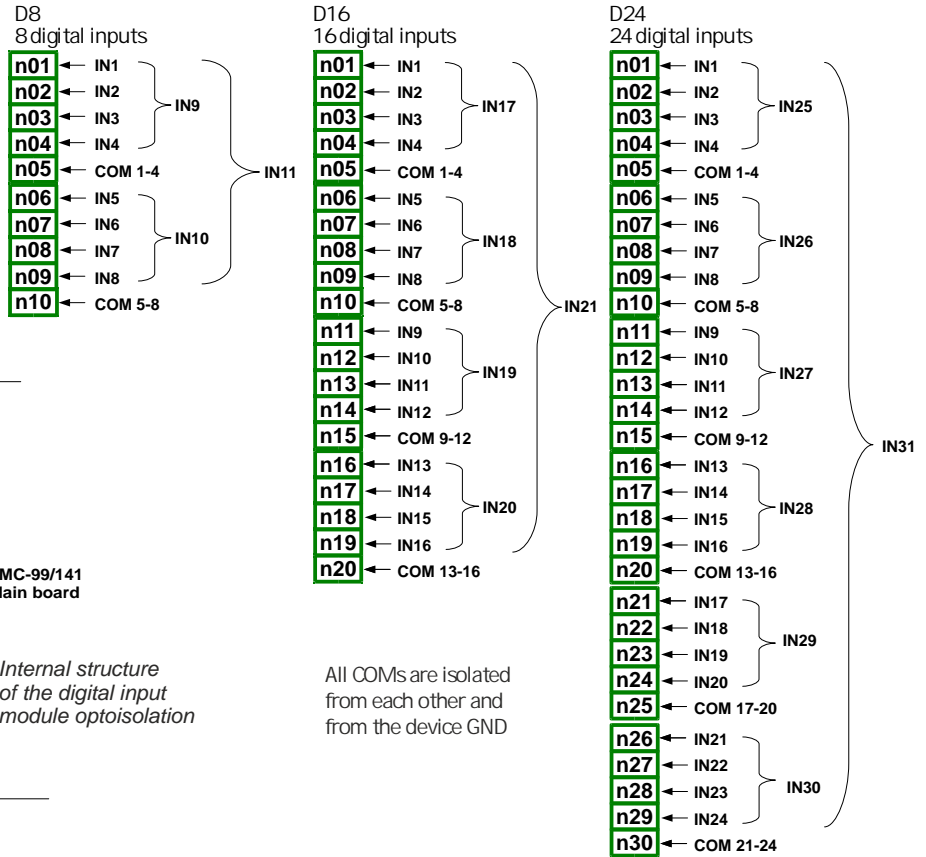 D8
8 digital inputs
n01 IN1
n02 IN2
n03 IN3
n04 IN4
IN9
n05 COM 1-4
n06 IN5
n07 IN6
n08 IN7
n09 IN8
IN10
n10 COM 5-8
IN11
D16
16 digital inputs
n01 IN1
n02 IN2
n03 IN3
n04 IN4
IN17
n05 COM 1-4
n06 IN5
n07 IN6
n08 IN7
n09 IN8
IN18
n10 COM 5-8
n11 IN9
n12 IN10
n13 IN11
n14 IN12
IN19
n15 COM 9-12
n16 IN13
n17 IN14
n18 IN15
n19 IN16
IN20
n20 COM 13-16
IN21
D24
24 digital inputs
n01 IN1
n02 IN2
n03 IN3
n04 IN4
IN25
n05 COM 1-4
n06 IN5
n07 IN6
n08 IN7
n09 IN8
IN26
n10 COM 5-8
n11 IN9
n12 IN10
n13 IN11
n14 IN12
IN27
n15 COM 9-12
n16 IN13
n17 IN14
n18 IN15
n19 IN16
IN28
n20 COM 13-16
n21 IN17
n22 IN18
n23 IN19
n24 IN20
IN29
n25 COM 17-20
n26 IN21
n27 IN22
n28 IN23
n29 IN24
IN30
n30 COM 21-24
IN31
MC-99/141
ain board
Internal structure
of the digital input
module optoisolation
All COMs are isolated
from each other and
from the device GND